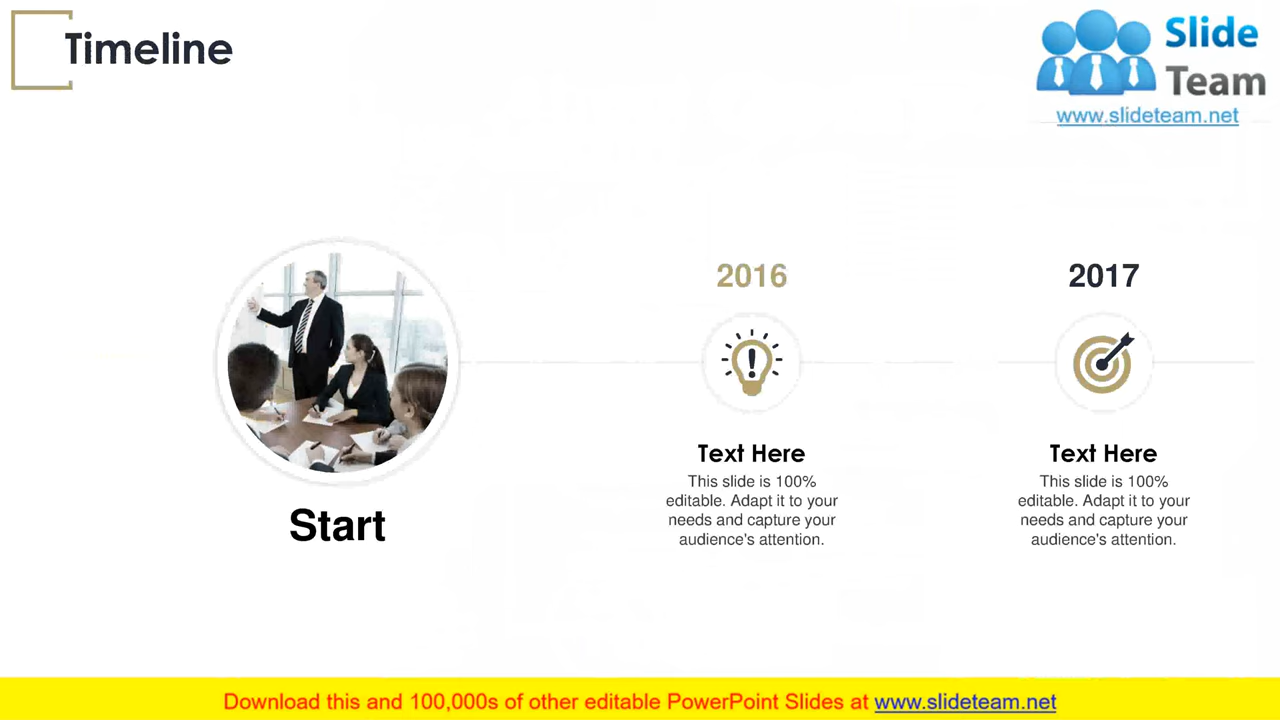 Timeline
Slide
Team
www.slideteam.net
2016
2017
Start
Text Here
This slide is 100%
editable. Adapt it to your
needs and capture your
audience's attention.
Text Here
This slide is 100%
editable. Adapt it to your
needs and capture your
audience's attention.
Download this and 100,000s of other editable PowerPoint Slides at www.slideteam.net